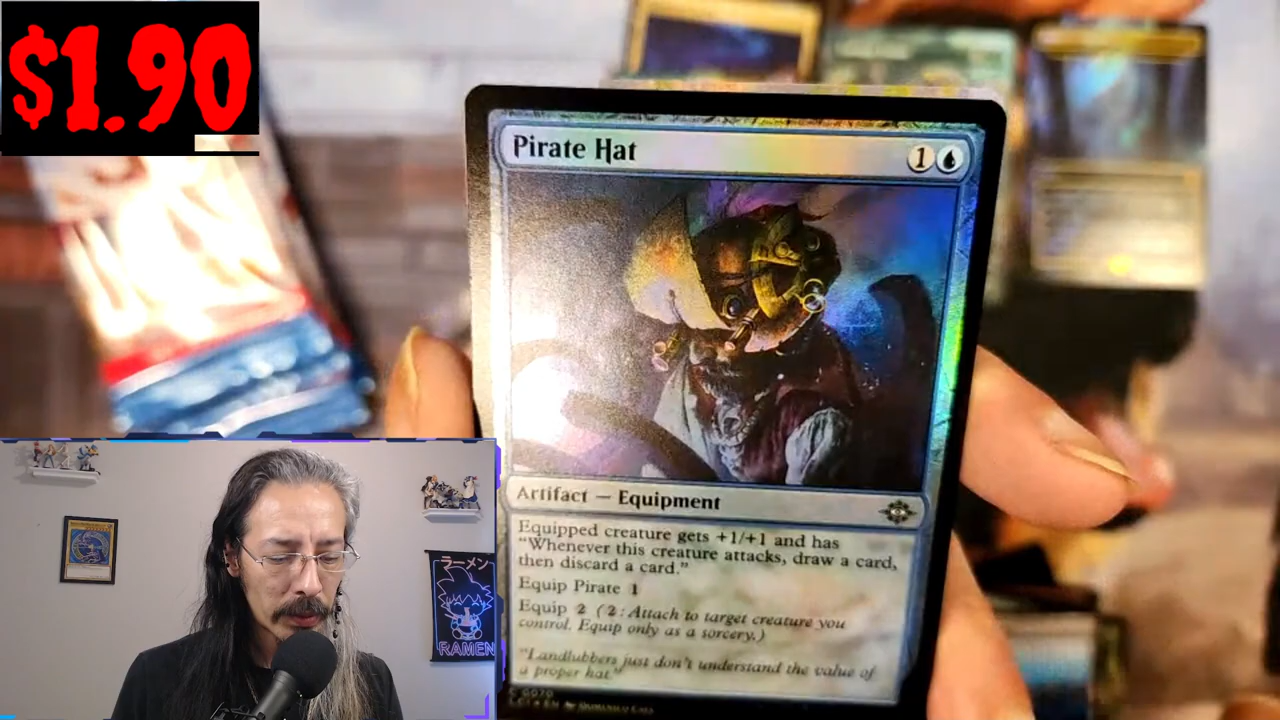 $1.90
Pirate Hat
1
Artifact — Equipment
Equipped creature gets +1/+1 and has
"Whenever this creature attacks, draw a card,
then discard a card."
Equip Pirate 1
Equip 2 (2: Attach to target creature you
control. Equip only as a sorcery.)
"Landlubbers just don't understand the value of
a proper hat."
C 0070
ラーメン
RAMEN